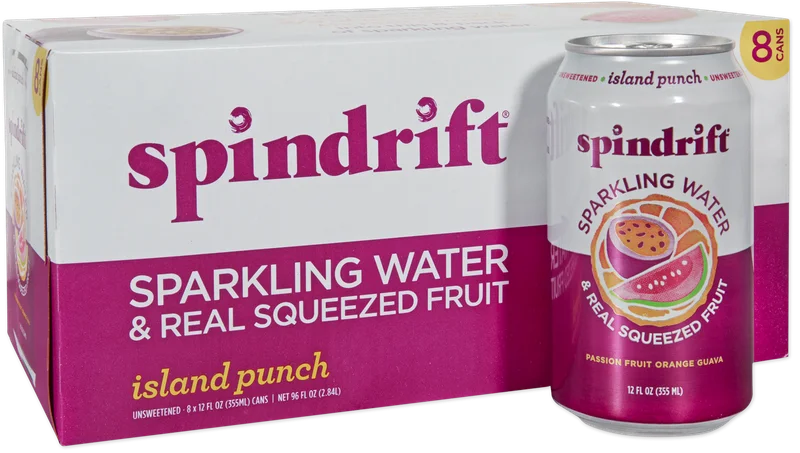 8
spindrift®
SPARKLING WATER
& REAL SQUEEZED FRUIT
island punch
UNSWEETENED · 8 x 12 FL OZ (355ML) CANS | NET 96 FL OZ (2.84L)
8 CANS
island punch • UNSWEET
spindrift
SPARKLING WATER
& REAL SQUEEZED FRUIT
PASSION FRUIT ORANGE GUAVA
12 FL OZ (355 ML)